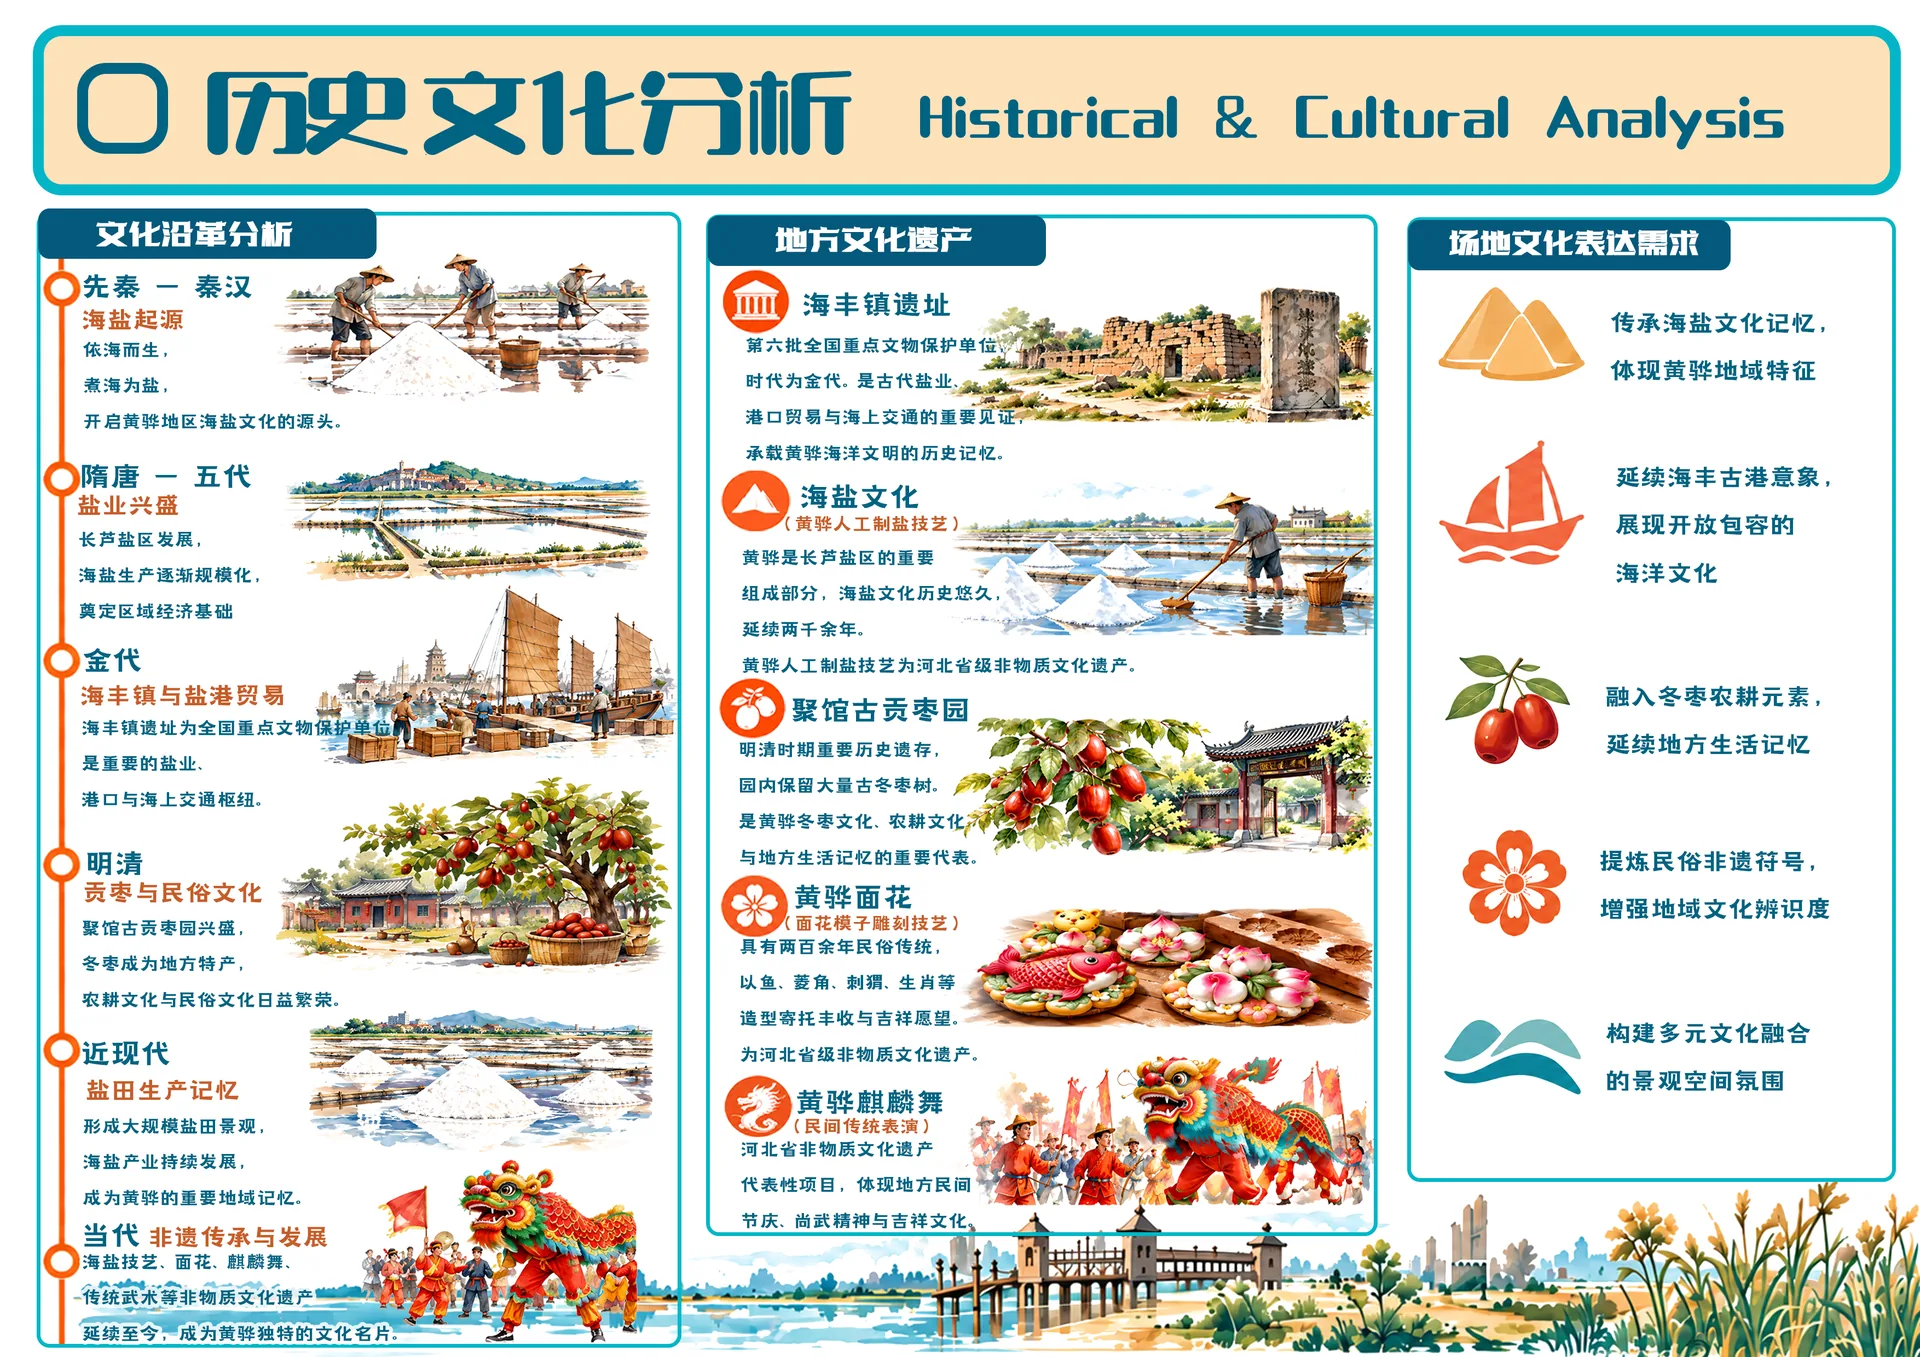 历史文化分析 Historical & Cultural Analysis
文化沿革分析
先秦 — 秦汉
海盐起源
依海而生，
煮海为盐，
开启黄骅地区海盐文化的源头。
隋唐 — 五代
盐业兴盛
长芦盐区发展，
海盐生产逐渐规模化，
奠定区域经济基础
金代
海丰镇与盐港贸易
海丰镇遗址为全国重点文物保护单位
是重要的盐业、
港口与海上交通枢纽。
明清
贡枣与民俗文化
聚馆古贡枣园兴盛，
冬枣成为地方特产，
农耕文化与民俗文化日益繁荣。
近现代
盐田生产记忆
形成大规模盐田景观，
海盐产业持续发展，
成为黄骅的重要地域记忆。
当代 非遗传承与发展
海盐技艺、面花、麒麟舞、
传统武术等非物质文化遗产
延续至今，成为黄骅独特的文化名片。
地方文化遗产
海丰镇遗址
第六批全国重点文物保护单位，
时代为金代。是古代盐业、
港口贸易与海上交通的重要见证，
承载黄骅海洋文明的历史记忆。
海盐文化
（黄骅人工制盐技艺）
黄骅是长芦盐区的重要
组成部分，海盐文化历史悠久，
延续两千余年。
黄骅人工制盐技艺为河北省级非物质文化遗产。
聚馆古贡枣园
明清时期重要历史遗存，
园内保留大量古冬枣树。
是黄骅冬枣文化、农耕文化，
与地方生活记忆的重要代表。
黄骅面花
（面花模子雕刻技艺）
具有两百余年民俗传统，
以鱼、菱角、刺猬、生肖等
造型寄托丰收与吉祥愿望。
为河北省级非物质文化遗产。
黄骅麒麟舞
（民间传统表演）
河北省非物质文化遗产
代表性项目，体现地方民间
节庆、尚武精神与吉祥文化。
场地文化表达需求
传承海盐文化记忆，
体现黄骅地域特征
延续海丰古港意象，
展现开放包容的
海洋文化
融入冬枣农耕元素，
延续地方生活记忆
提炼民俗非遗符号，
增强地域文化辨识度
构建多元文化融合
的景观空间氛围